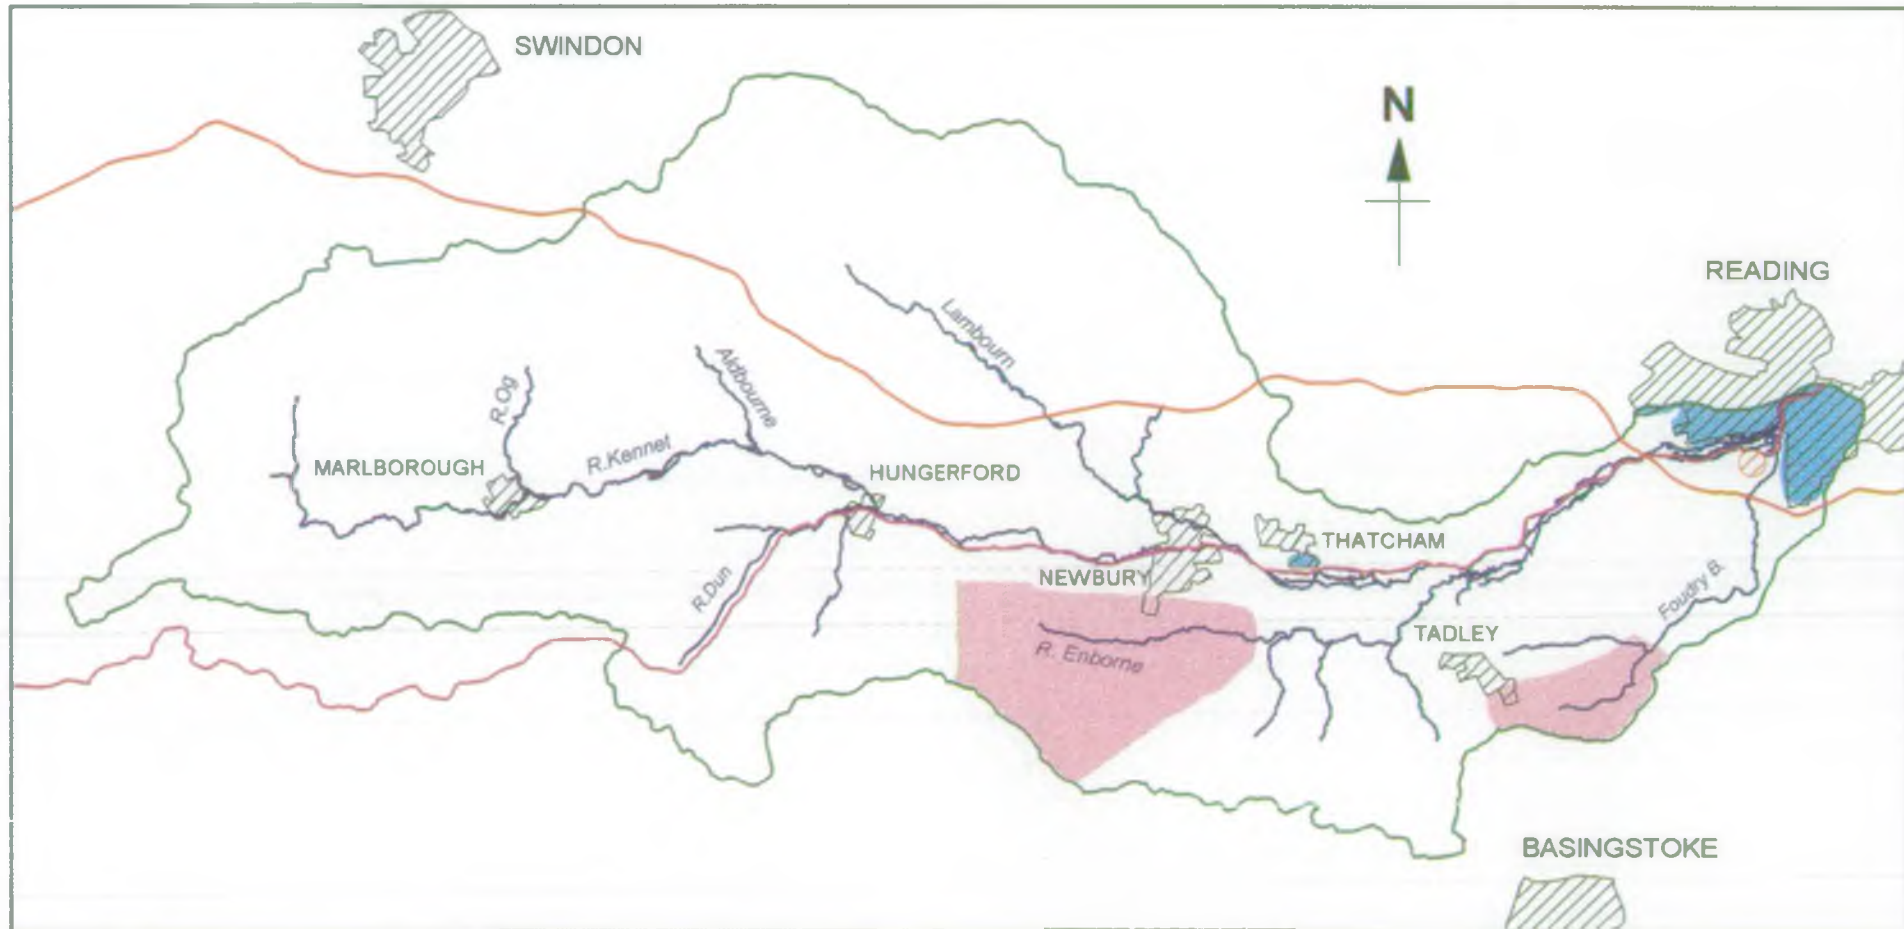 SWINDON
N
READING
Lambourn
Aldbourne
R.Og
R.Kennet
MARLBOROUGH
HUNGERFORD
THATCHAM
NEWBURY
R.Dun
Foudry B.
TADLEY
R. Enborne
BASINGSTOKE